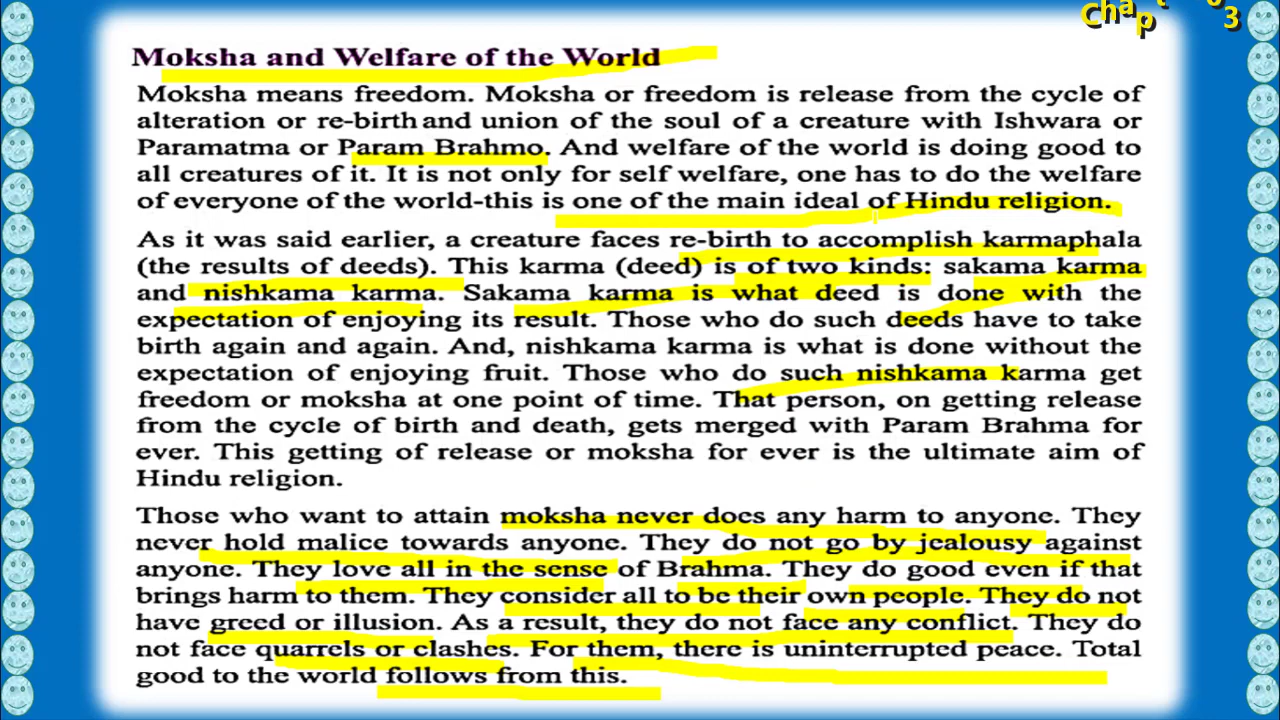 Chapt 03
Moksha and Welfare of the World
Moksha means freedom. Moksha or freedom is release from the cycle of
alteration or re-birth and union of the soul of a creature with Ishwara or
Paramatma or Param Brahmo. And welfare of the world is doing good to
all creatures of it. It is not only for self welfare, one has to do the welfare
of everyone of the world-this is one of the main ideal of Hindu religion.
As it was said earlier, a creature faces re-birth to accomplish karmaphala
(the results of deeds). This karma (deed) is of two kinds: sakama karma
and nishkama karma. Sakama karma is what deed is done with the
expectation of enjoying its result. Those who do such deeds have to take
birth again and again. And, nishkama karma is what is done without the
expectation of enjoying fruit. Those who do such nishkama karma get
freedom or moksha at one point of time. That person, on getting release
from the cycle of birth and death, gets merged with Param Brahma for
ever. This getting of release or moksha for ever is the ultimate aim of
Hindu religion.
Those who want to attain moksha never does any harm to anyone. They
never hold malice towards anyone. They do not go by jealousy against
anyone. They love all in the sense of Brahma. They do good even if that
brings harm to them. They consider all to be their own people. They do not
have greed or illusion. As a result, they do not face any conflict. They do
not face quarrels or clashes. For them, there is uninterrupted peace. Total
good to the world follows from this.